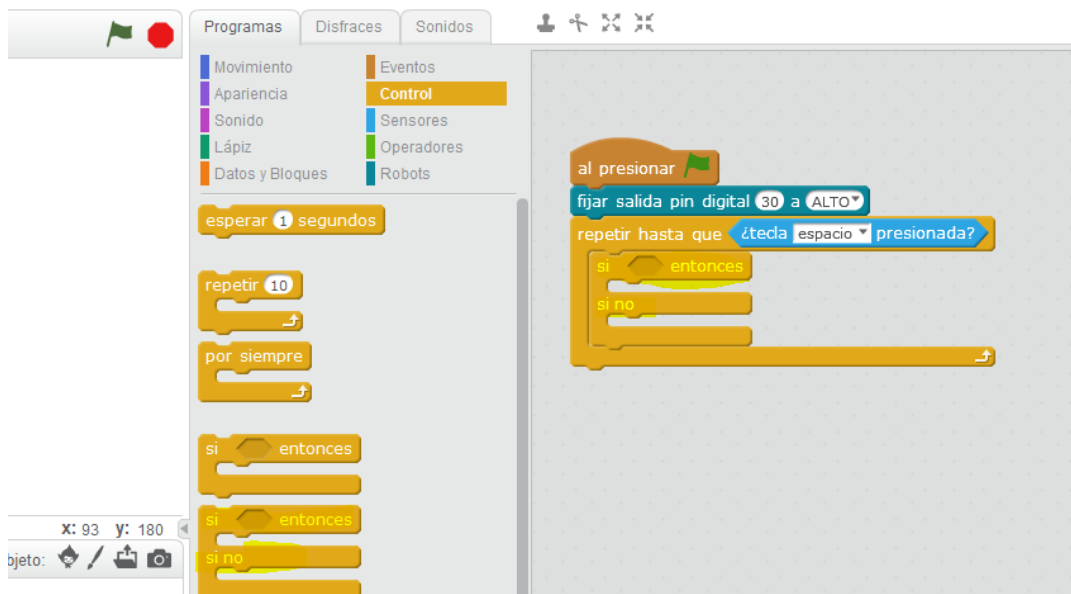 Programas
Disfraces
Sonidos
Movimiento
Apariencia
Sonido
Lápiz
Datos y Bloques
Eventos
Control
Sensores
Operadores
Robots
esperar 1 segundos
repetir 10
por siempre
si entonces
si entonces
si no
al presionar
fijar salida pin digital 30 a ALTO
repetir hasta que ¿tecla espacio presionada?
si entonces
si no
x: 93 y: 180
bjeto: